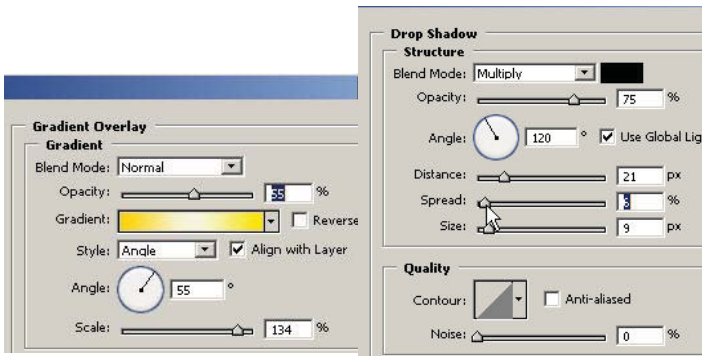 Gradient Overlay
Gradient
Blend Mode: Normal
Opacity: 55 %
Gradient: Reverse
Style: Angle Align with Layer
Angle: 55 °
Scale: 134 %
Drop Shadow
Structure
Blend Mode: Multiply
Opacity: 75 %
Angle: 120 ° Use Global Lig
Distance: 21 px
Spread: %
Size: 9 px
Quality
Contour: Anti-aliased
Noise: 0 %